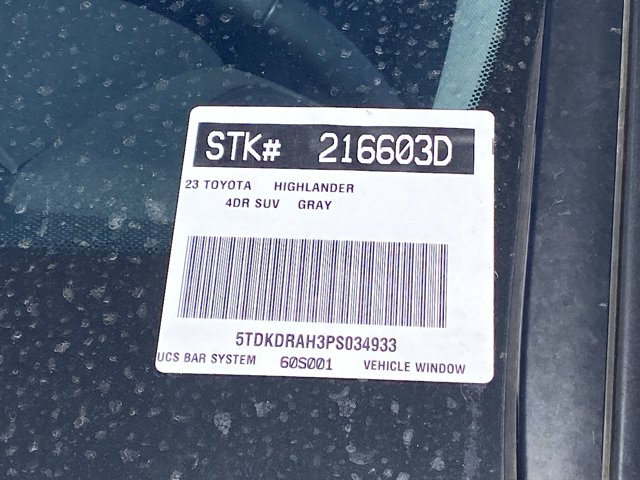 STK# 216603D
23 TOYOTA HIGHLANDER
4DR SUV GRAY
5TDKDRAH3PS034933
UCS BAR SYSTEM 60S001 VEHICLE WINDOW